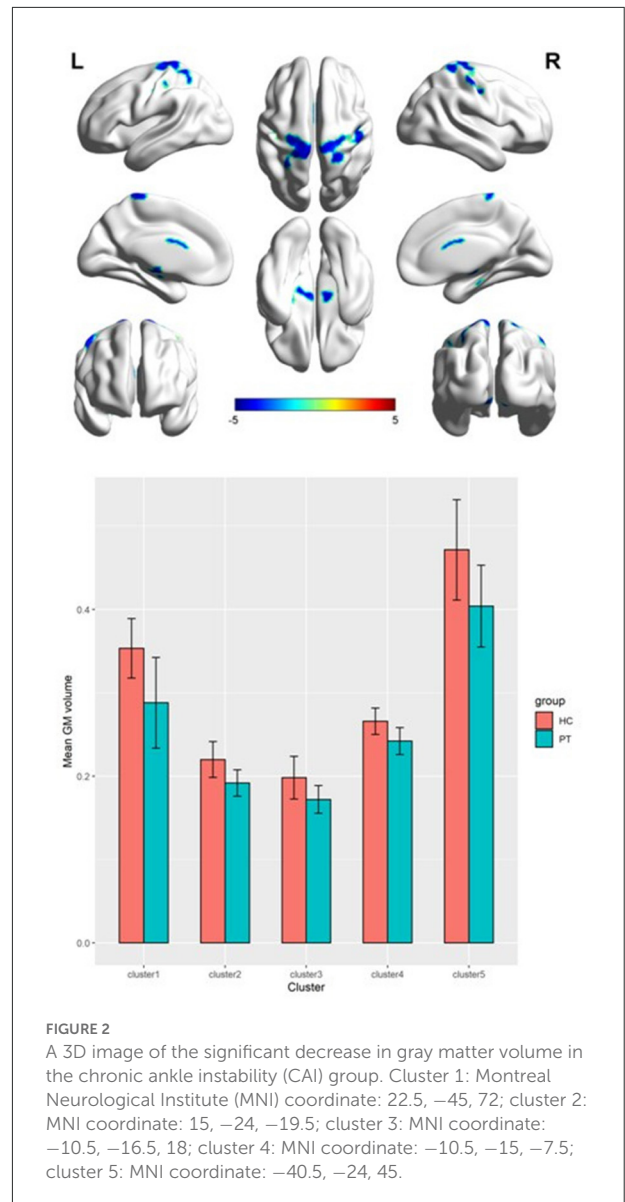 L
R
-5
5
Mean GM volume
0.4
0.2
0.0
cluster1
cluster2
cluster3
cluster4
cluster5
Cluster
group
HC
PT
FIGURE 2
A 3D image of the significant decrease in gray matter volume in
the chronic ankle instability (CAI) group. Cluster 1: Montreal
Neurological Institute (MNI) coordinate: 22.5, −45, 72; cluster 2:
MNI coordinate: 15, −24, −19.5; cluster 3: MNI coordinate:
−10.5, −16.5, 18; cluster 4: MNI coordinate: −10.5, −15, −7.5;
cluster 5: MNI coordinate: −40.5, −24, 45.